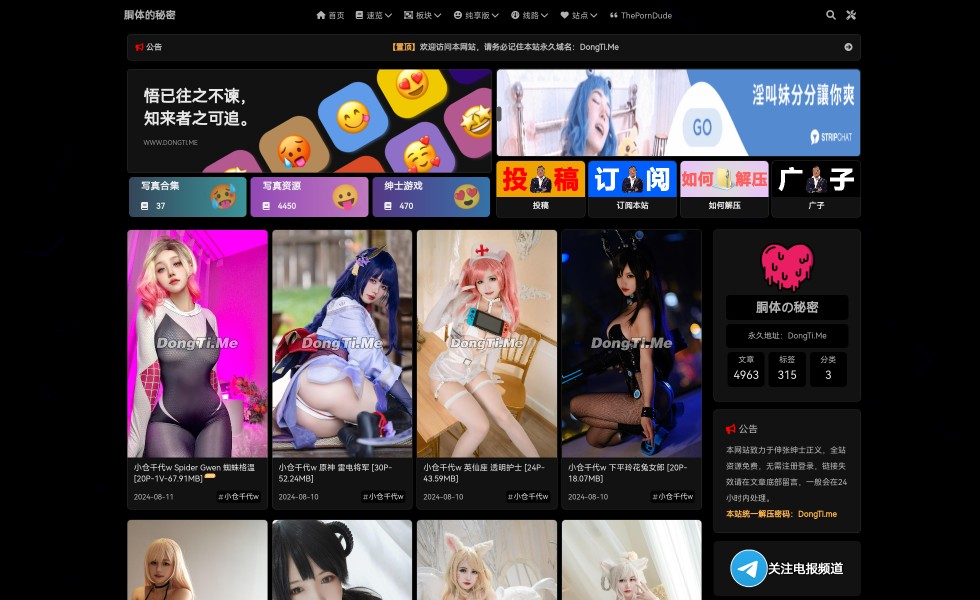 胴体的秘密
首页
速览
板块
纯享版
线路
站点
ThePornDude
公告
【置顶】欢迎访问本网站，请务必记住本站永久域名：DongTi.Me
悟已往之不谏，
知来者之可追。
WWW.DONGTI.ME
淫叫妹分分讓你爽
GO
STRIPCHAT
写真合集
37
写真资源
4450
绅士游戏
470
投稿
投稿
订阅
订阅本站
如何解压
如何解压
广子
广子
DongTi.Me
小仓千代w Spider Gwen 蜘蛛格温
[20P-1V-67.91MB]
2024-08-11
#小仓千代w
DongTi.Me
小仓千代w 原神 雷电将军 [30P-
52.24MB]
2024-08-10
#小仓千代w
DongTi.Me
小仓千代w 英仙座 透明护士 [24P-
43.59MB]
2024-08-10
#小仓千代w
DongTi.Me
小仓千代w 下平玲花兔女郎 [20P-
18.07MB]
2024-08-10
#小仓千代w
胴体の秘密
永久地址：DongTi.Me
文章
4963
标签
315
分类
3
公告
本网站致力于伸张绅士正义，全站
资源免费，无需注册登录，链接失
效请在文章底部留言，一般会在24
小时内处理。
本站统一解压密码：DongTi.me
关注电报频道